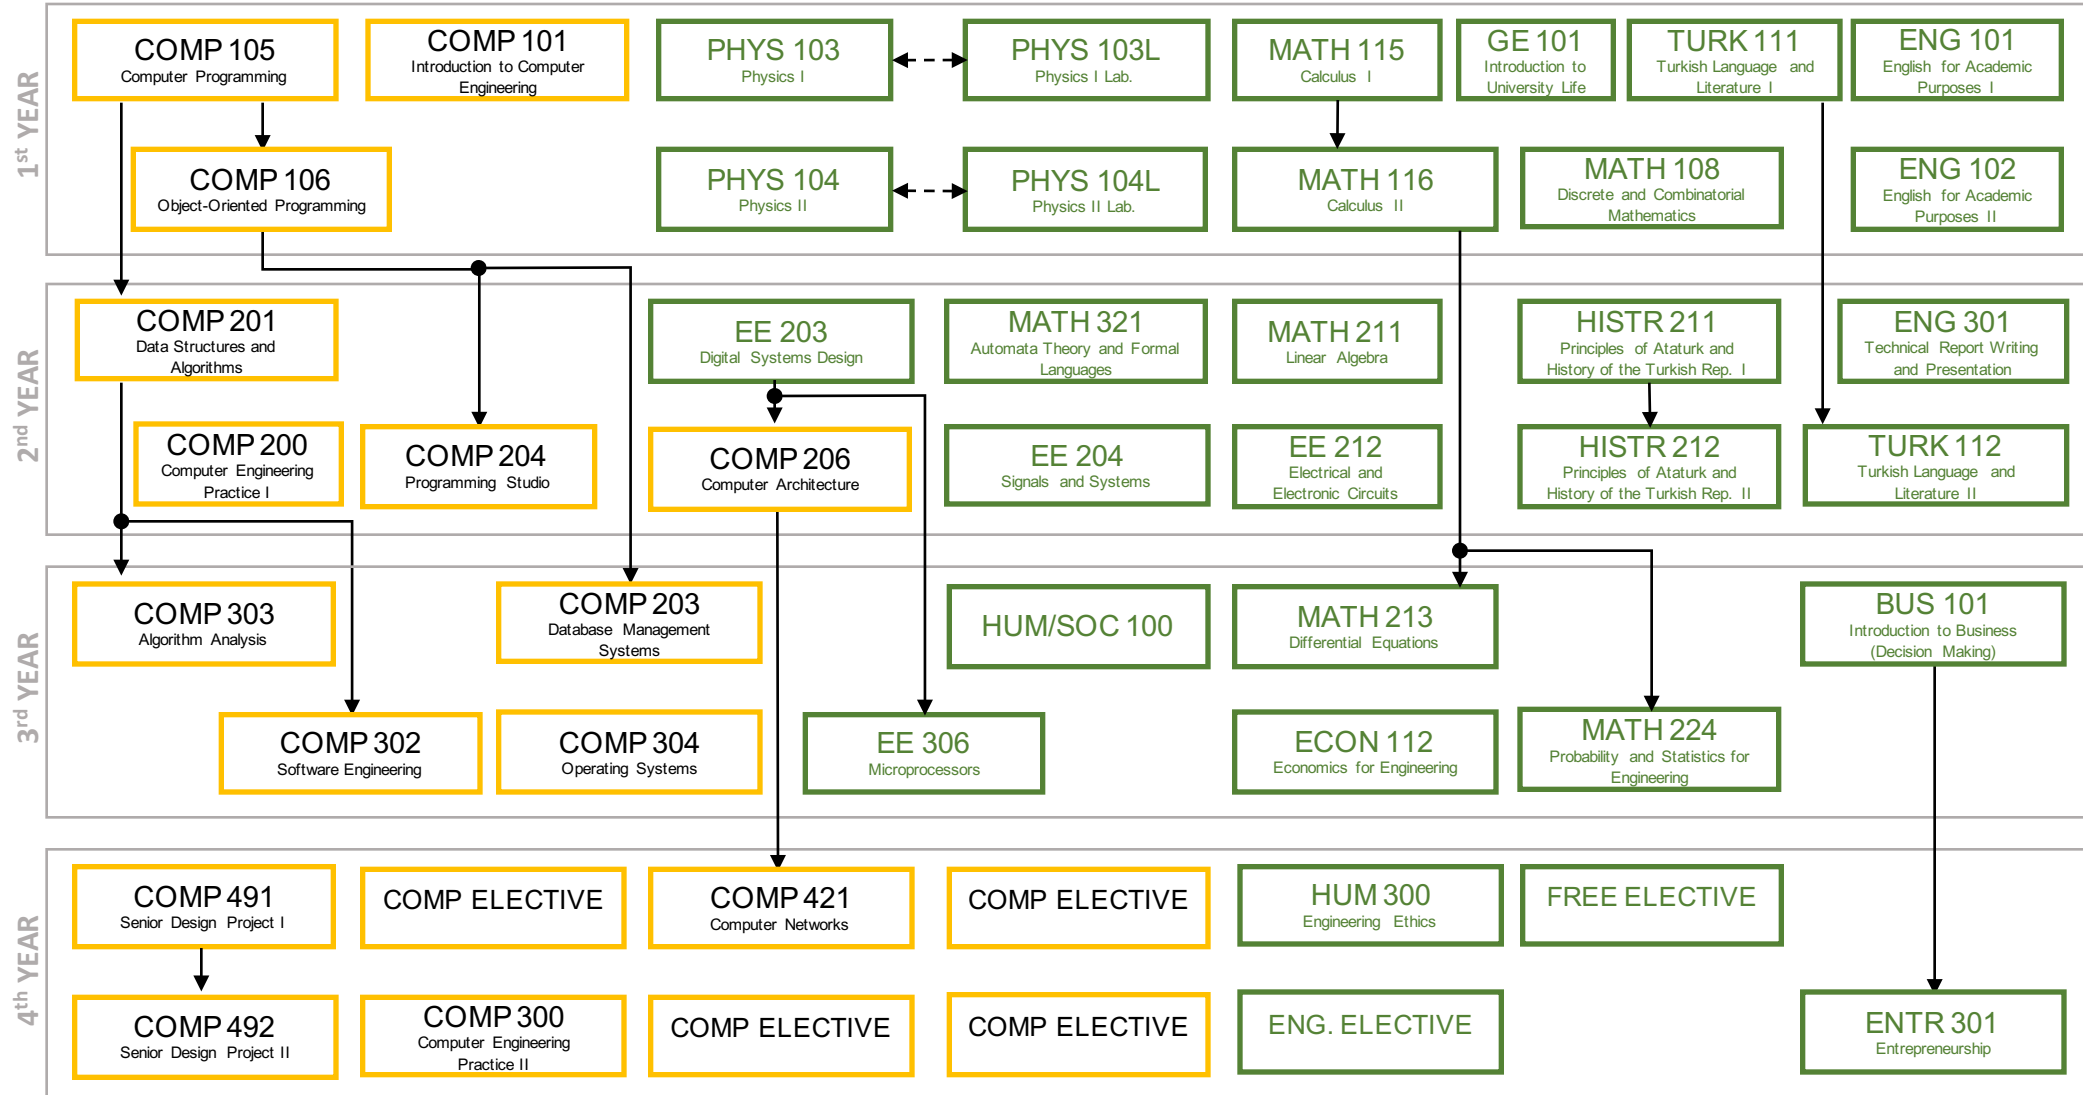 1st YEAR
COMP 105
Computer Programming
COMP 101
Introduction to Computer
Engineering
PHYS 103
Physics I
PHYS 103L
Physics I Lab.
MATH 115
Calculus I
GE 101
Introduction to
University Life
TURK 111
Turkish Language and
Literature I
ENG 101
English for Academic
Purposes I
COMP 106
Object-Oriented Programming
PHYS 104
Physics II
PHYS 104L
Physics II Lab.
MATH 116
Calculus II
MATH 108
Discrete and Combinatorial
Mathematics
ENG 102
English for Academic
Purposes II
2nd YEAR
COMP 201
Data Structures and
Algorithms
EE 203
Digital Systems Design
MATH 321
Automata Theory and Formal
Languages
MATH 211
Linear Algebra
HISTR 211
Principles of Ataturk and
History of the Turkish Rep. I
ENG 301
Technical Report Writing
and Presentation
COMP 200
Computer Engineering
Practice I
COMP 204
Programming Studio
COMP 206
Computer Architecture
EE 204
Signals and Systems
EE 212
Electrical and
Electronic Circuits
HISTR 212
Principles of Ataturk and
History of the Turkish Rep. II
TURK 112
Turkish Language and
Literature II
3rd YEAR
COMP 303
Algorithm Analysis
COMP 203
Database Management
Systems
HUM/SOC 100
MATH 213
Differential Equations
BUS 101
Introduction to Business
(Decision Making)
COMP 302
Software Engineering
COMP 304
Operating Systems
EE 306
Microprocessors
ECON 112
Economics for Engineering
MATH 224
Probability and Statistics for
Engineering
4th YEAR
COMP 491
Senior Design Project I
COMP ELECTIVE
COMP 421
Computer Networks
COMP ELECTIVE
HUM 300
Engineering Ethics
FREE ELECTIVE
COMP 492
Senior Design Project II
COMP 300
Computer Engineering
Practice II
COMP ELECTIVE
COMP ELECTIVE
ENG. ELECTIVE
ENTR 301
Entrepreneurship